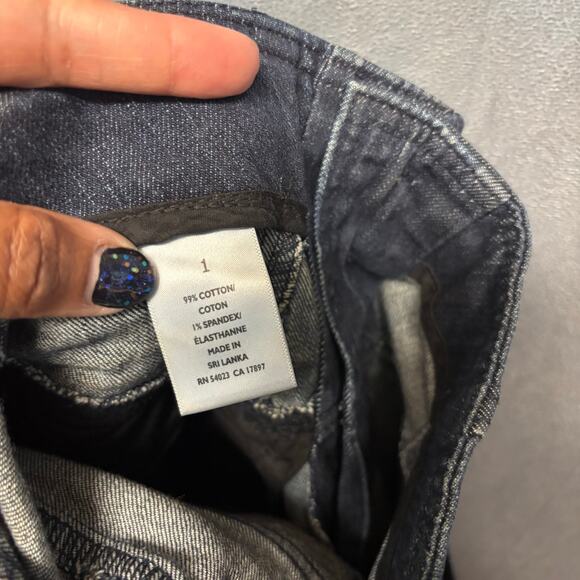 1
99% COTTON/
COTON
1% SPANDEX/
ÉLASTHANNE
MADE IN
SRI LANKA
RN 54023 CA 17897